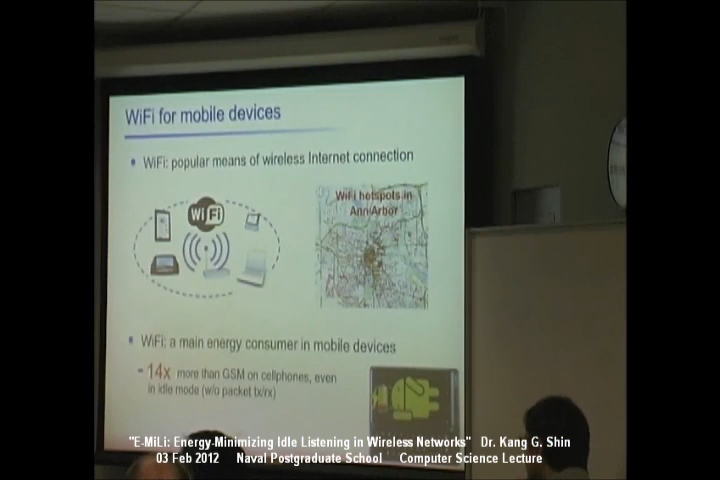 WiFi for mobile devices
WiFi: popular means of wireless Internet connection
WiFi
WiFi hotspots in
Ann Arbor
WiFi: a main energy consumer in mobile devices
14x more than GSM on cellphones, even
in idle mode (w/o packet tx/rx)
"E-MiLi: Energy-Minimizing Idle Listening in Wireless Networks" Dr. Kang G. Shin
03 Feb 2012 Naval Postgraduate School Computer Science Lecture